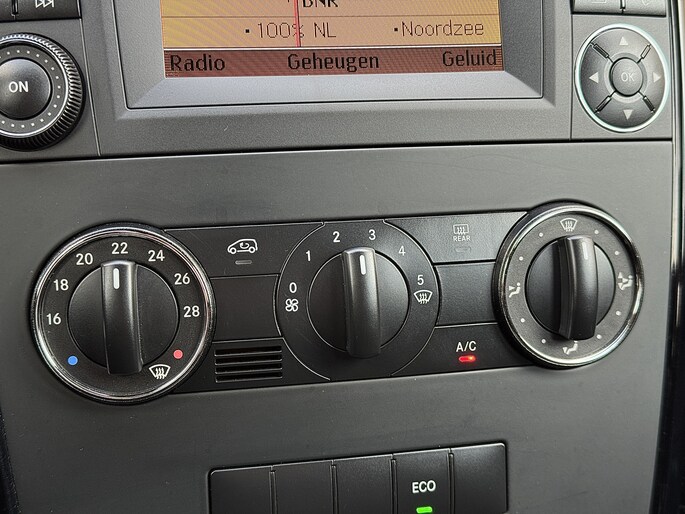 BNR
• 100% NL • Noordzee
Radio Geheugen Geluid
ON
OK
16 18 20 22 24 26 28
0 1 2 3 4 5
REAR
A/C
ECO